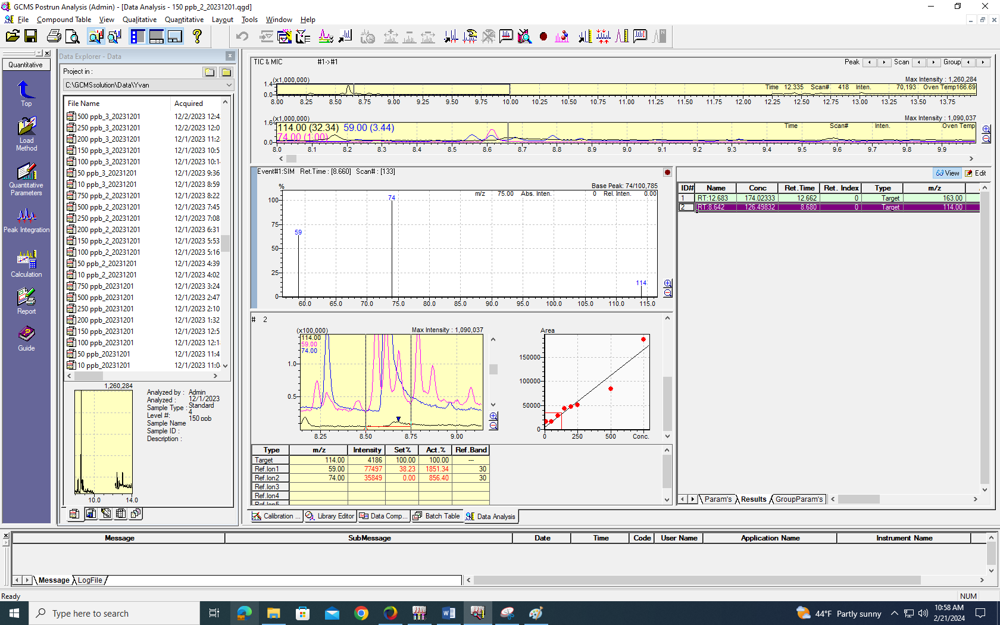 GCMS Postrun Analysis (Admin) - [Data Analysis - 150 ppb_2_20231201.qgd]
File Compound Table View Qualitative Quantitative Layout Tools Window Help
Quantitative
Top
Load
Method
Quantitative
Parameters
Peak Integration
Calculation
Report
Guide
Data Explorer - Data
Project in :
C:\GCMSsolution\Data\Yvan
File Name Acquired
500 ppb_3_20231201 12/2/2023 12:4
250 ppb_3_20231201 12/2/2023 12:0
200 ppb_3_20231201 12/1/2023 11:2
150 ppb_3_20231201 12/1/2023 10:5
100 ppb_3_20231201 12/1/2023 10:1
50 ppb_3_20231201 12/1/2023 9:36
10 ppb_3_20231201 12/1/2023 8:59
750 ppb_2_20231201 12/1/2023 8:22
500 ppb_2_20231201 12/1/2023 7:45
250 ppb_2_20231201 12/1/2023 7:08
200 ppb_2_20231201 12/1/2023 6:31
150 ppb_2_20231201 12/1/2023 5:53
100 ppb_2_20231201 12/1/2023 5:16
50 ppb_2_20231201 12/1/2023 4:39
10 ppb_2_20231201 12/1/2023 4:02
750 ppb_20231201 12/1/2023 3:24
500 ppb_20231201 12/1/2023 2:47
250 ppb_20231201 12/1/2023 2:10
200 ppb_20231201 12/1/2023 1:32
150 ppb_20231201 12/1/2023 12:5
100 ppb_20231201 12/1/2023 12:1
50 ppb_20231201 12/1/2023 11:4
10 ppb_20231201 12/1/2023 11:0
1,260,284
10.0 14.0
Analyzed by : Admin
Analyzed : 12/1/2023
Sample Type : Standard
Level #: 4
Sample Name 150 ppb
Sample ID :
Description :
TIC & MIC #1->#1
Peak Scan Group
(x1,000,000) Max Intensity : 1,260,284
1.4 Time 12.335 Scan# 418 Inten. 70,193 Oven Temp166.69
0.0
8.00 8.25 8.50 8.75 9.00 9.25 9.50 9.75 10.00 10.25 10.50 10.75 11.00 11.25 11.50 11.75 12.00 12.25 12.50 12.75 13.00 13.25 13.50 13.75
(x1,000,000) Max Intensity : 1,090,037
1.6 114.00 (32.34) 59.00 (3.44) Time Scan# Inten. Oven Temp
74.00 (1.00)
0.0
8.0 8.1 8.2 8.3 8.4 8.5 8.6 8.7 8.8 8.9 9.0 9.1 9.2 9.3 9.4 9.5 9.6 9.7 9.8 9.9
Event#1:SIM Ret.Time : [8.660] Scan# : [133]
% Base Peak: 74/100,785
m/z 75.00 Abs. Inten. 0 Rel. Inten. 0.00
100
75
50
25
0
74
59
114
60.0 65.0 70.0 75.0 80.0 85.0 90.0 95.0 100.0 105.0 110.0 115.0
View Edit
ID# Name Conc Ret.Time Ret. Index Type m/z
1 RT:12.683 174.02333 12.662 0 Target 163.00
2 RT:8.642 126.49832 8.680 0 Target 114.00
# 2
(x100,000) Max Intensity : 1,090,037
114.00
59.00
74.00
1.0
0.5
8.25 8.50 8.75 9.00
Area
150000
100000
50000
0
0 250 500 Conc.
Type m/z Intensity Set% Act.% Ref.Band
Target 114.00 4186 100.00 100.00 ---
Ref.Ion1 59.00 77497 38.23 1851.34 30
Ref.Ion2 74.00 35849 0.00 856.40 30
Ref.Ion3
Ref.Ion4
Ref.Ion5
Param's Results GroupParam's
Calibration ... Library Editor Data Comp... Batch Table Data Analysis
Message SubMessage Date Time Code User Name Application Name Instrument Name
Message LogFile
Ready NUM
Type here to search
44°F Partly sunny
10:58 AM
2/21/2024